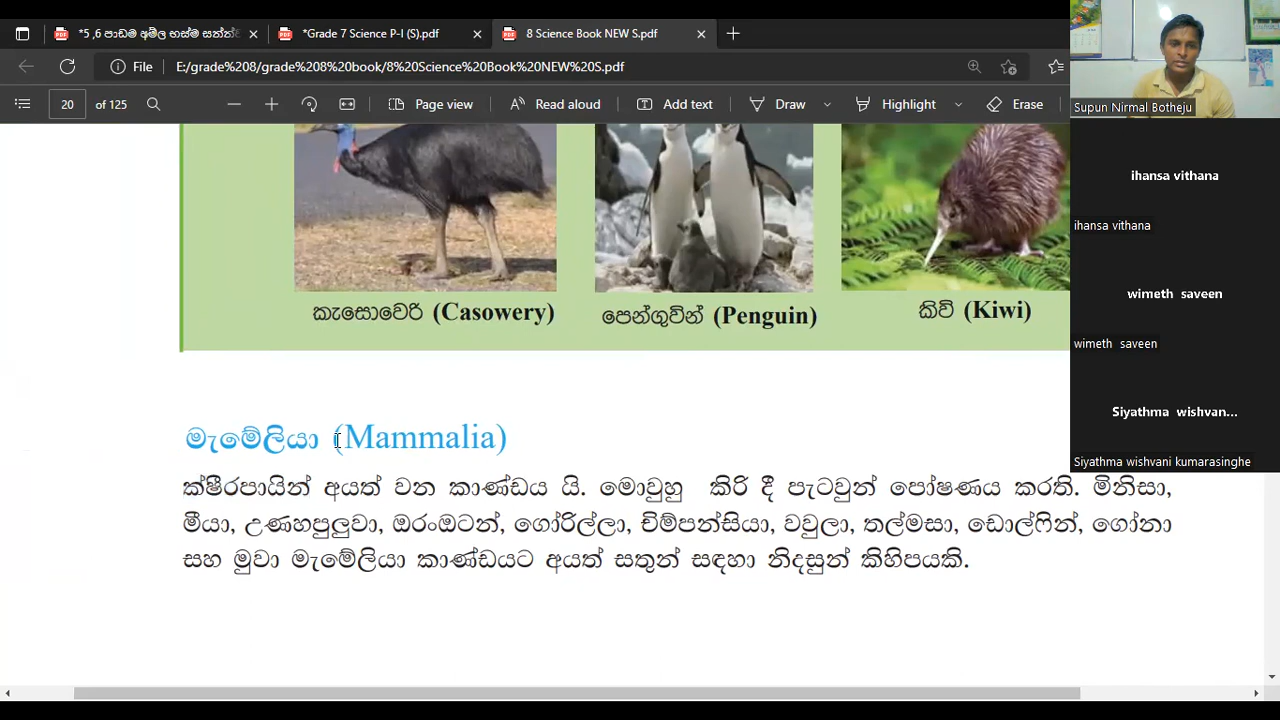 *5 ,6 පාඩම අම්ල භාස්ම
*Grade 7 Science P-I (S).pdf
8 Science Book NEW S.pdf
File
E:/grade%208/grade%208%20book/8%20Science%20Book%20NEW%20S.pdf
20 of 125
Page view
Read aloud
Add text
Draw
Highlight
Erase
Supun Nirmal Botheju
ihansa vithana
ihansa vithana
wimeth saveen
wimeth saveen
Siyathma wishvan...
Siyathma wishvani kumarasinghe
කැසොවෙරි (Casowery)
පෙන්ගුවින් (Penguin)
කිවි (Kiwi)
මැමේලියා (Mammalia)
ක්ෂීරපායින් අයත් වන කාණ්ඩය යි. මොවුහු කිරි දී පැටවුන් පෝෂණය කරති. මිනිසා,
මීයා, උණහපුලුවා, ඔරංඔටන්, ගෝරිල්ලා, චිම්පන්සියා, වවුලා, තල්මසා, ඩොල්ෆින්, ගෝනා
සහ මුවා මැමේලියා කාණ්ඩයට අයත් සතුන් සඳහා නිදසුන් කිහිපයකි.